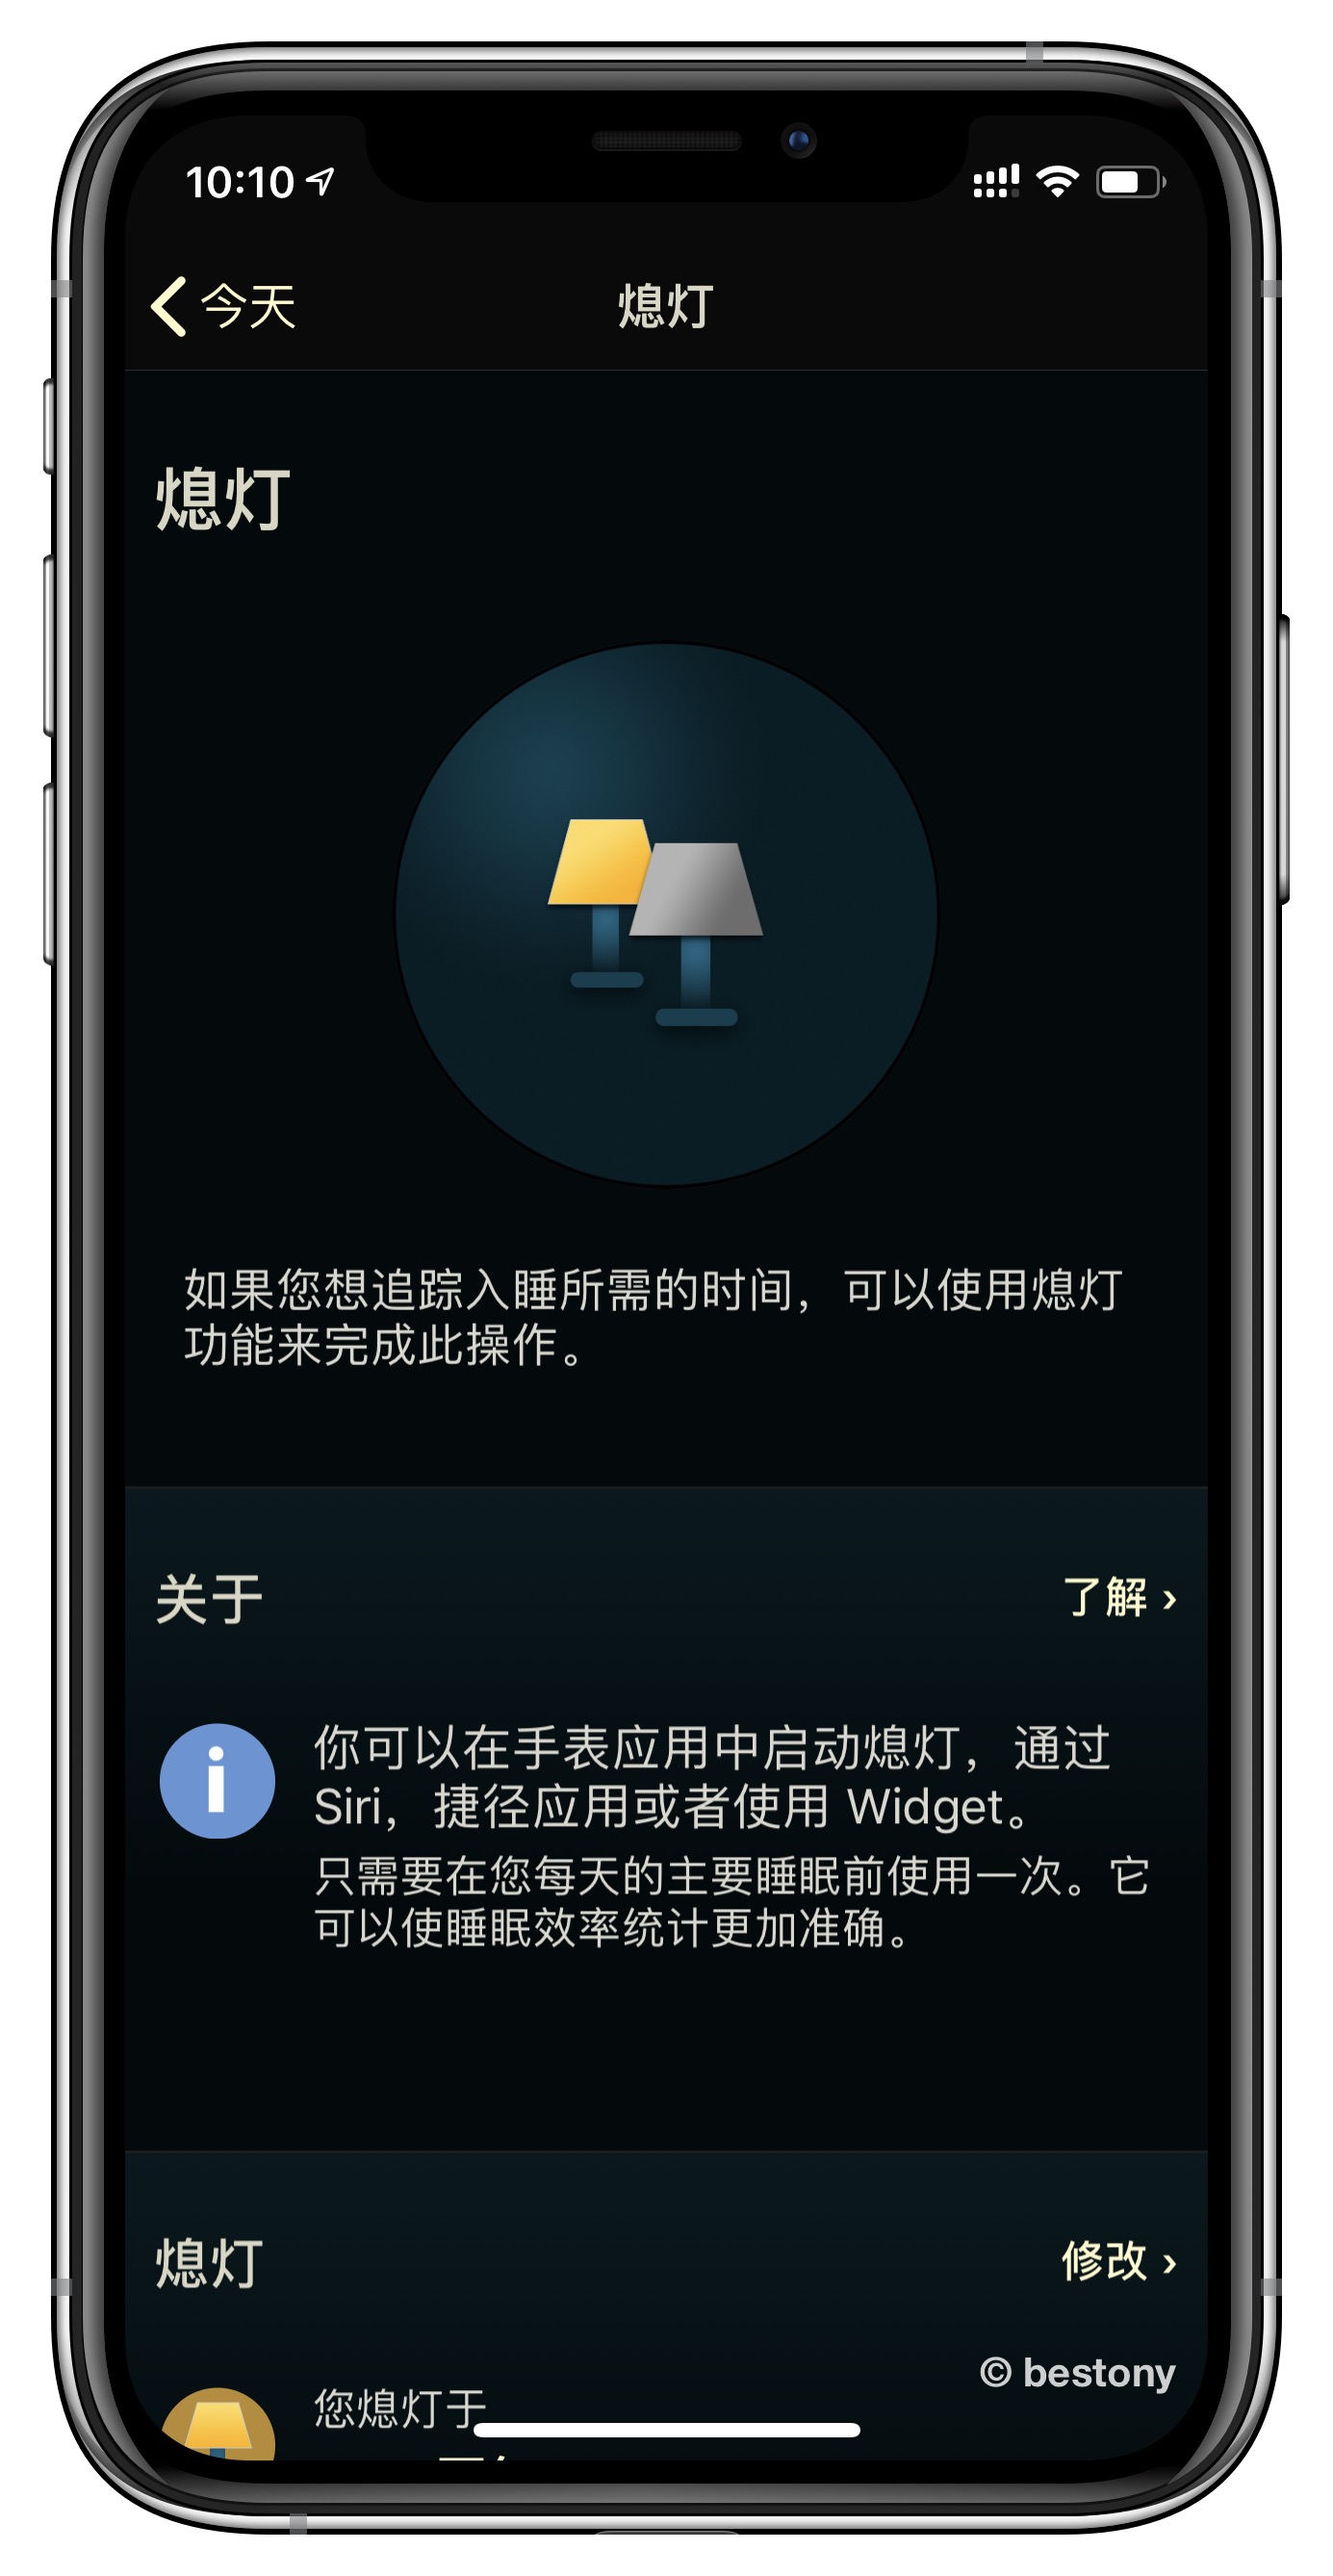 10:10
今天
熄灯
熄灯
如果您想追踪入睡所需的时间，可以使用熄灯
功能来完成此操作。
关于
了解 ›
你可以在手表应用中启动熄灯，通过
Siri，捷径应用或者使用 Widget。
只需要在您每天的主要睡眠前使用一次。它
可以使睡眠效率统计更加准确。
熄灯
修改 ›
© bestony
您熄灯于